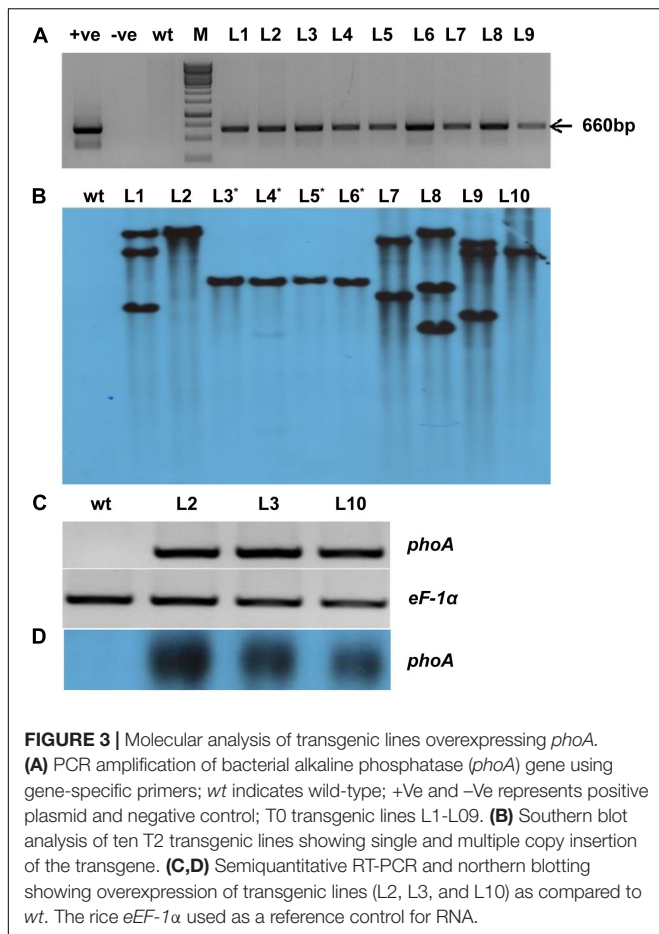 A +ve -ve wt M L1 L2 L3 L4 L5 L6 L7 L8 L9
660bp
B wt L1 L2 L3* L4* L5* L6* L7 L8 L9 L10
C wt L2 L3 L10
phoA
eF-1α
D phoA
FIGURE 3 | Molecular analysis of transgenic lines overexpressing phoA.
(A) PCR amplification of bacterial alkaline phosphatase (phoA) gene using
gene-specific primers; wt indicates wild-type; +Ve and –Ve represents positive
plasmid and negative control; T0 transgenic lines L1-L09. (B) Southern blot
analysis of ten T2 transgenic lines showing single and multiple copy insertion
of the transgene. (C,D) Semiquantitative RT-PCR and northern blotting
showing overexpression of transgenic lines (L2, L3, and L10) as compared to
wt. The rice eEF-1α used as a reference control for RNA.